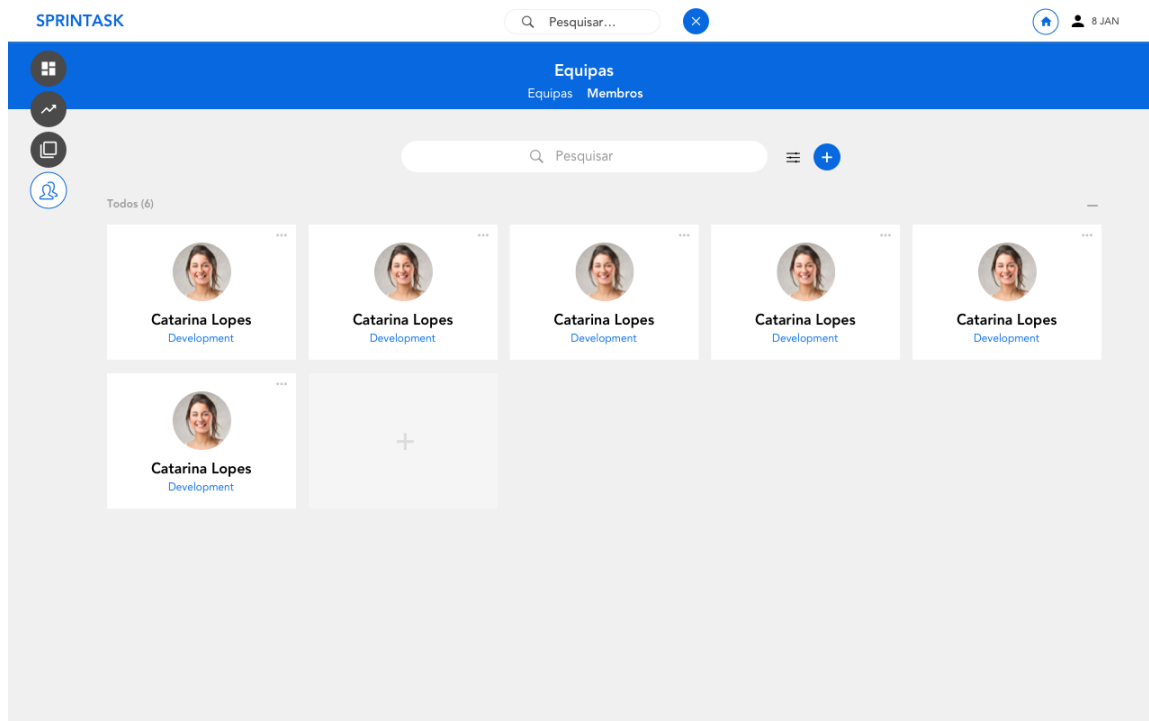 SPRINTASK
Pesquisar...
8 JAN
Equipas
Equipas Membros
Pesquisar
Todos (6)
Catarina Lopes
Development
Catarina Lopes
Development
Catarina Lopes
Development
Catarina Lopes
Development
Catarina Lopes
Development
Catarina Lopes
Development